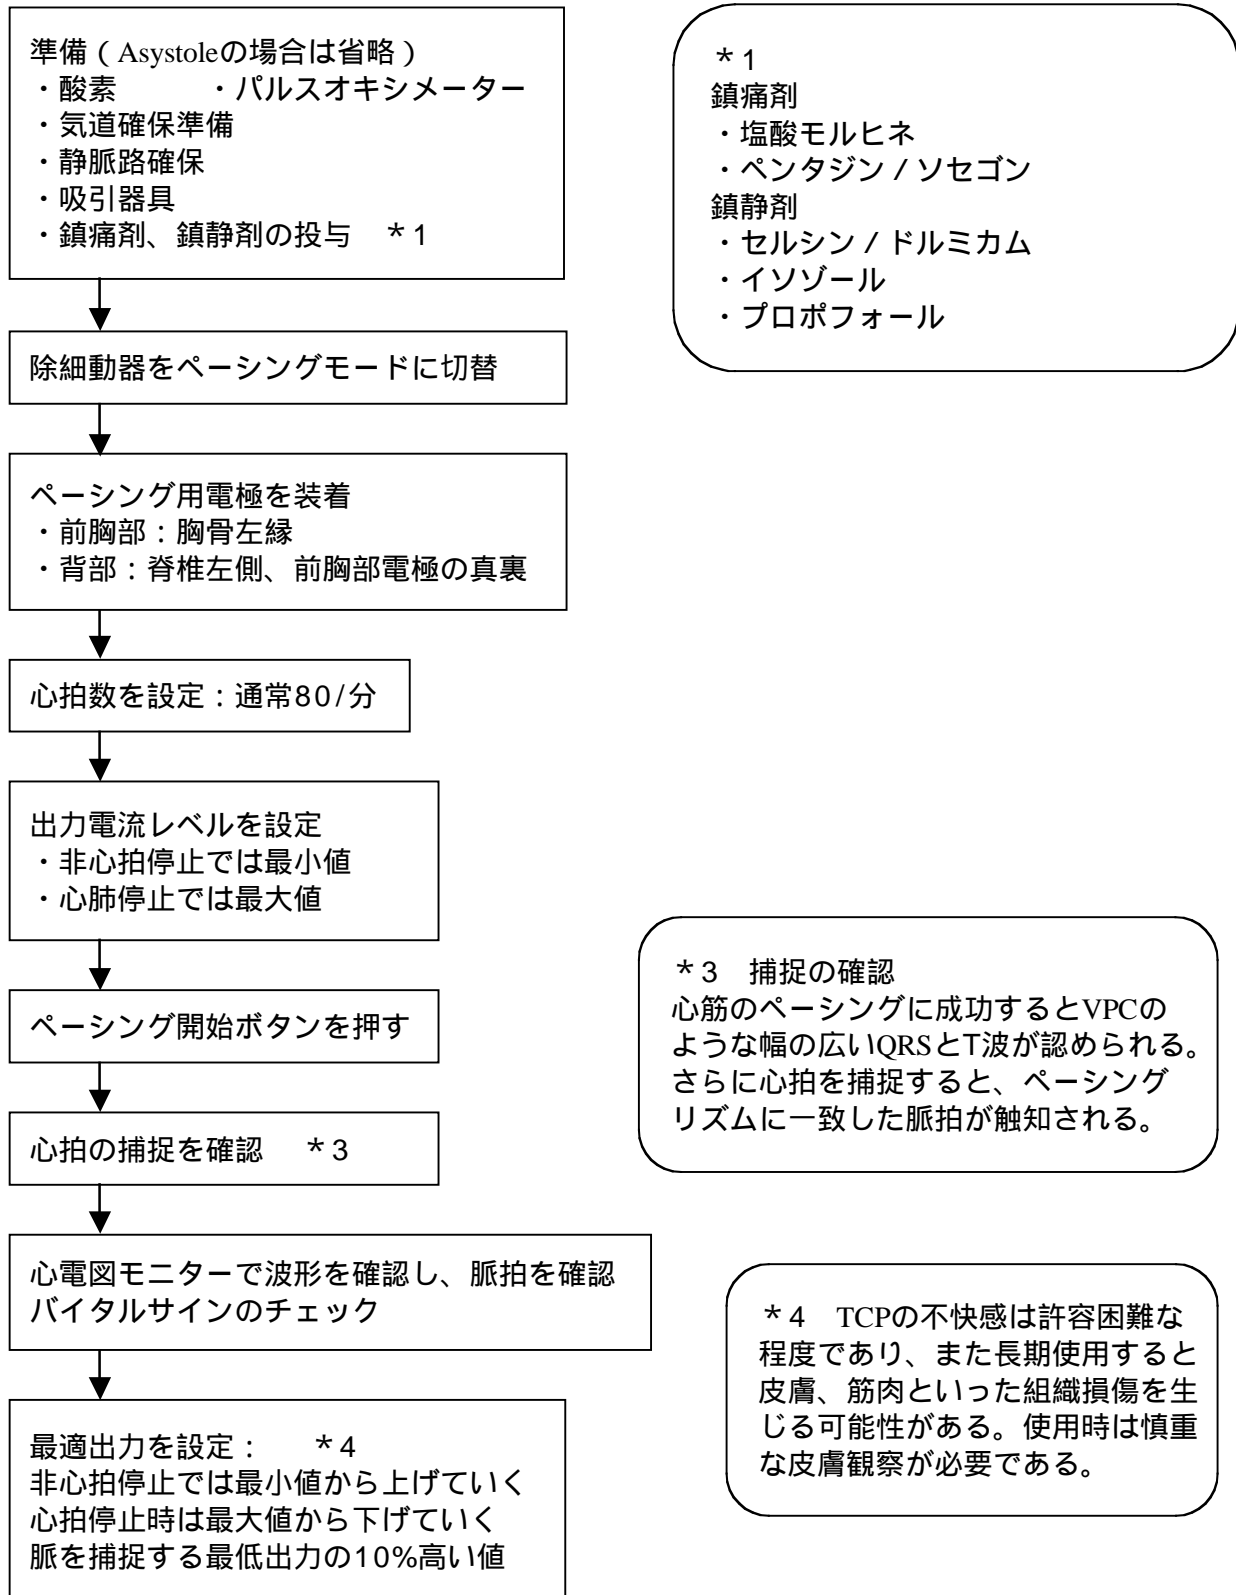 準備（Asystoleの場合は省略）
・酸素　　・パルスオキシメーター
・気道確保準備
・静脈路確保
・吸引器具
・鎮痛剤、鎮静剤の投与　＊1
除細動器をペーシングモードに切替
ペーシング用電極を装着
・前胸部：胸骨左縁
・背部：脊椎左側、前胸部電極の真裏
心拍数を設定：通常80/分
出力電流レベルを設定
・非心拍停止では最小値
・心肺停止では最大値
ペーシング開始ボタンを押す
心拍の捕捉を確認　＊3
心電図モニターで波形を確認し、脈拍を確認
バイタルサインのチェック
最適出力を設定：　＊4
非心拍停止では最小値から上げていく
心拍停止時は最大値から下げていく
脈を捕捉する最低出力の10%高い値
＊1
鎮痛剤
・塩酸モルヒネ
・ペンタジン／ソセゴン
鎮静剤
・セルシン／ドルミカム
・イソゾール
・プロポフォール
＊3　捕捉の確認
心筋のペーシングに成功するとVPCの
ような幅の広いQRSとT波が認められる。
さらに心拍を捕捉すると、ペーシング
リズムに一致した脈拍が触知される。
＊4　TCPの不快感は許容困難な
程度であり、また長期使用すると
皮膚、筋肉といった組織損傷を生
じる可能性がある。使用時は慎重
な皮膚観察が必要である。